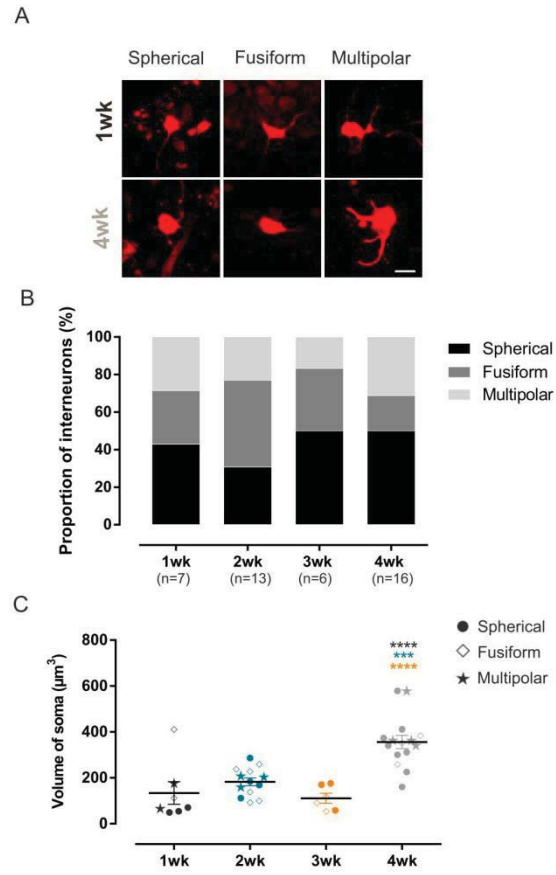 A
Spherical Fusiform Multipolar
1wk
4wk
B
Proportion of interneurons (%)
100
80
60
40
20
0
Spherical
Fusiform
Multipolar
1wk 2wk 3wk 4wk
(n=7) (n=13) (n=6) (n=16)
C
Volume of soma (µm³)
800
600
400
200
0
****
***
****
Spherical
Fusiform
Multipolar
1wk 2wk 3wk 4wk